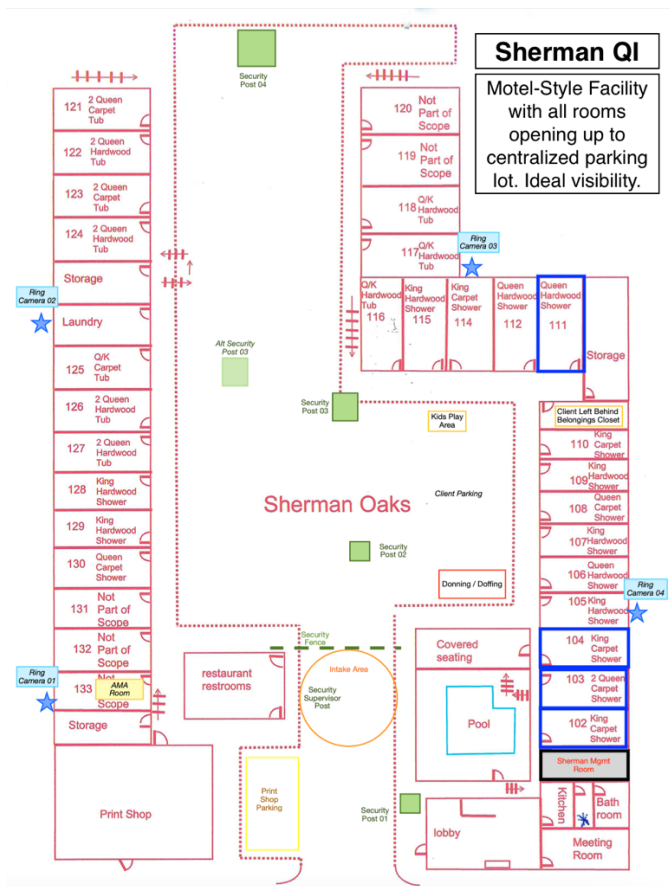 Sherman QI
Motel-Style Facility
with all rooms
opening up to
centralized parking
lot. Ideal visibility.
Security
Post 04
121 2 Queen
Carpet
Tub
122 2 Queen
Hardwood
Tub
123 2 Queen
Carpet
Tub
124 2 Queen
Hardwood
Tub
Storage
Ring
Camera 02
Laundry
125 Q/K
Carpet
Tub
126 2 Queen
Hardwood
Tub
127 2 Queen
Hardwood
Tub
128 King
Hardwood
Shower
129 King
Hardwood
Shower
130 Queen
Carpet
Shower
131 Not
Part of
Scope
132 Not
Part of
Scope
Ring
Camera 01
133 Not
Part of
Scope
AMA
Room
Storage
Print Shop
120 Not
Part of
Scope
119 Not
Part of
Scope
118 Q/K
Hardwood
Tub
117 Q/K
Hardwood
Tub
Ring
Camera 03
Q/K
Hardwood
Tub
116
King
Hardwood
Shower
115
King
Carpet
Shower
114
Queen
Hardwood
Shower
112
Queen
Hardwood
Shower
111
Storage
Alt Security
Post 03
Security
Post 03
Kids Play
Area
Client Left Behind
Belongings Closet
110 King
Carpet
Shower
109 King
Hardwood
Shower
108 Queen
Carpet
Shower
107 King
Hardwood
Shower
106 Queen
Hardwood
Shower
105 King
Hardwood
Shower
Ring
Camera 04
104 King
Carpet
Shower
103 2 Queen
Carpet
Shower
102 King
Carpet
Shower
Sherman Mgmt
Room
Kitchen
Bath
room
Meeting
Room
Client Parking
Sherman Oaks
Security
Post 02
Donning / Doffing
Security
Fence
Intake Area
Security
Supervisor
Post
restaurant
restrooms
Covered
seating
Pool
Print
Shop
Parking
Security
Post 01
lobby